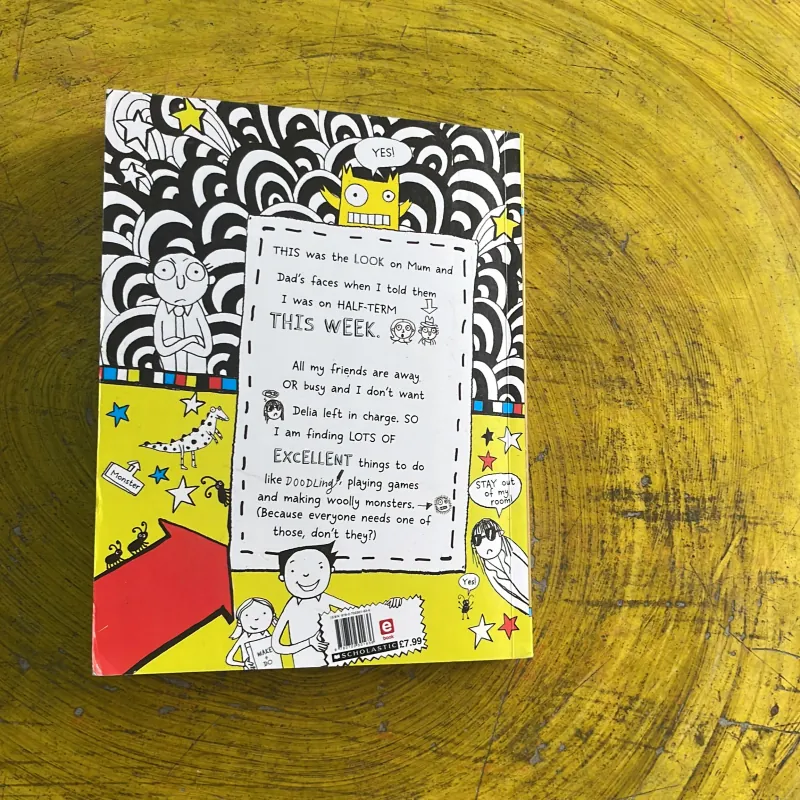 YES!
THIS was the LOOK on Mum and
Dad's faces when I told them
I was on HALF-TERM
THIS WEEK.
All my friends are away
OR busy and I don't want
Delia left in charge. SO
I am finding LOTS OF
EXCELLENT things to do
like DOODLing, playing games
and making woolly monsters.
(Because everyone needs one of
those, don't they?)
Monster
STAY out
of my
room!
Yes!
MAKE
& DO
e
BOOK
SCHOLASTIC £7.99